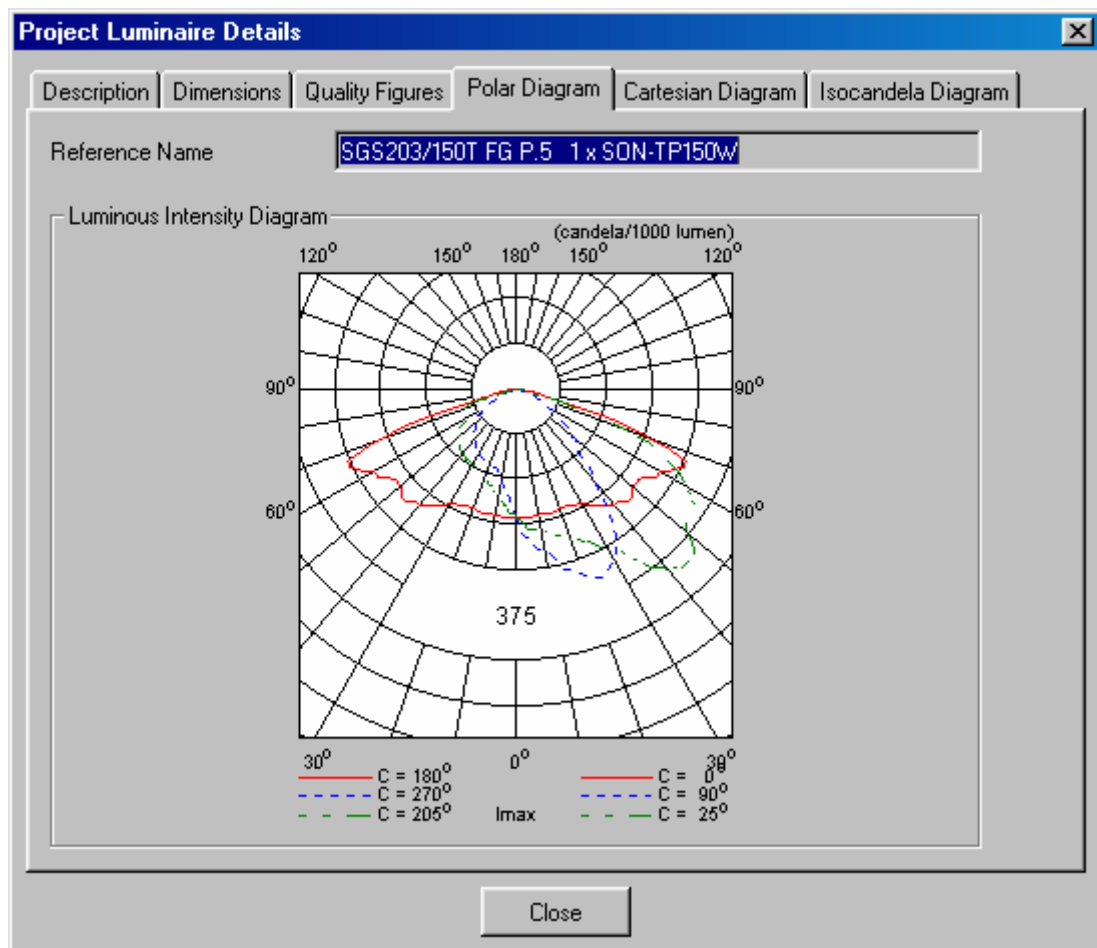 Project Luminaire Details
Description Dimensions Quality Figures Polar Diagram Cartesian Diagram Isocandela Diagram
Reference Name SGS203/150T FG P.5 1 x SON-TP150W
Luminous Intensity Diagram
(candela/1000 lumen)
120° 150° 180° 150° 120°
90° 90°
60° 60°
375
30° 0° 30°
C = 180° C = 0°
C = 270° C = 90°
C = 205° Imax C = 25°
Close